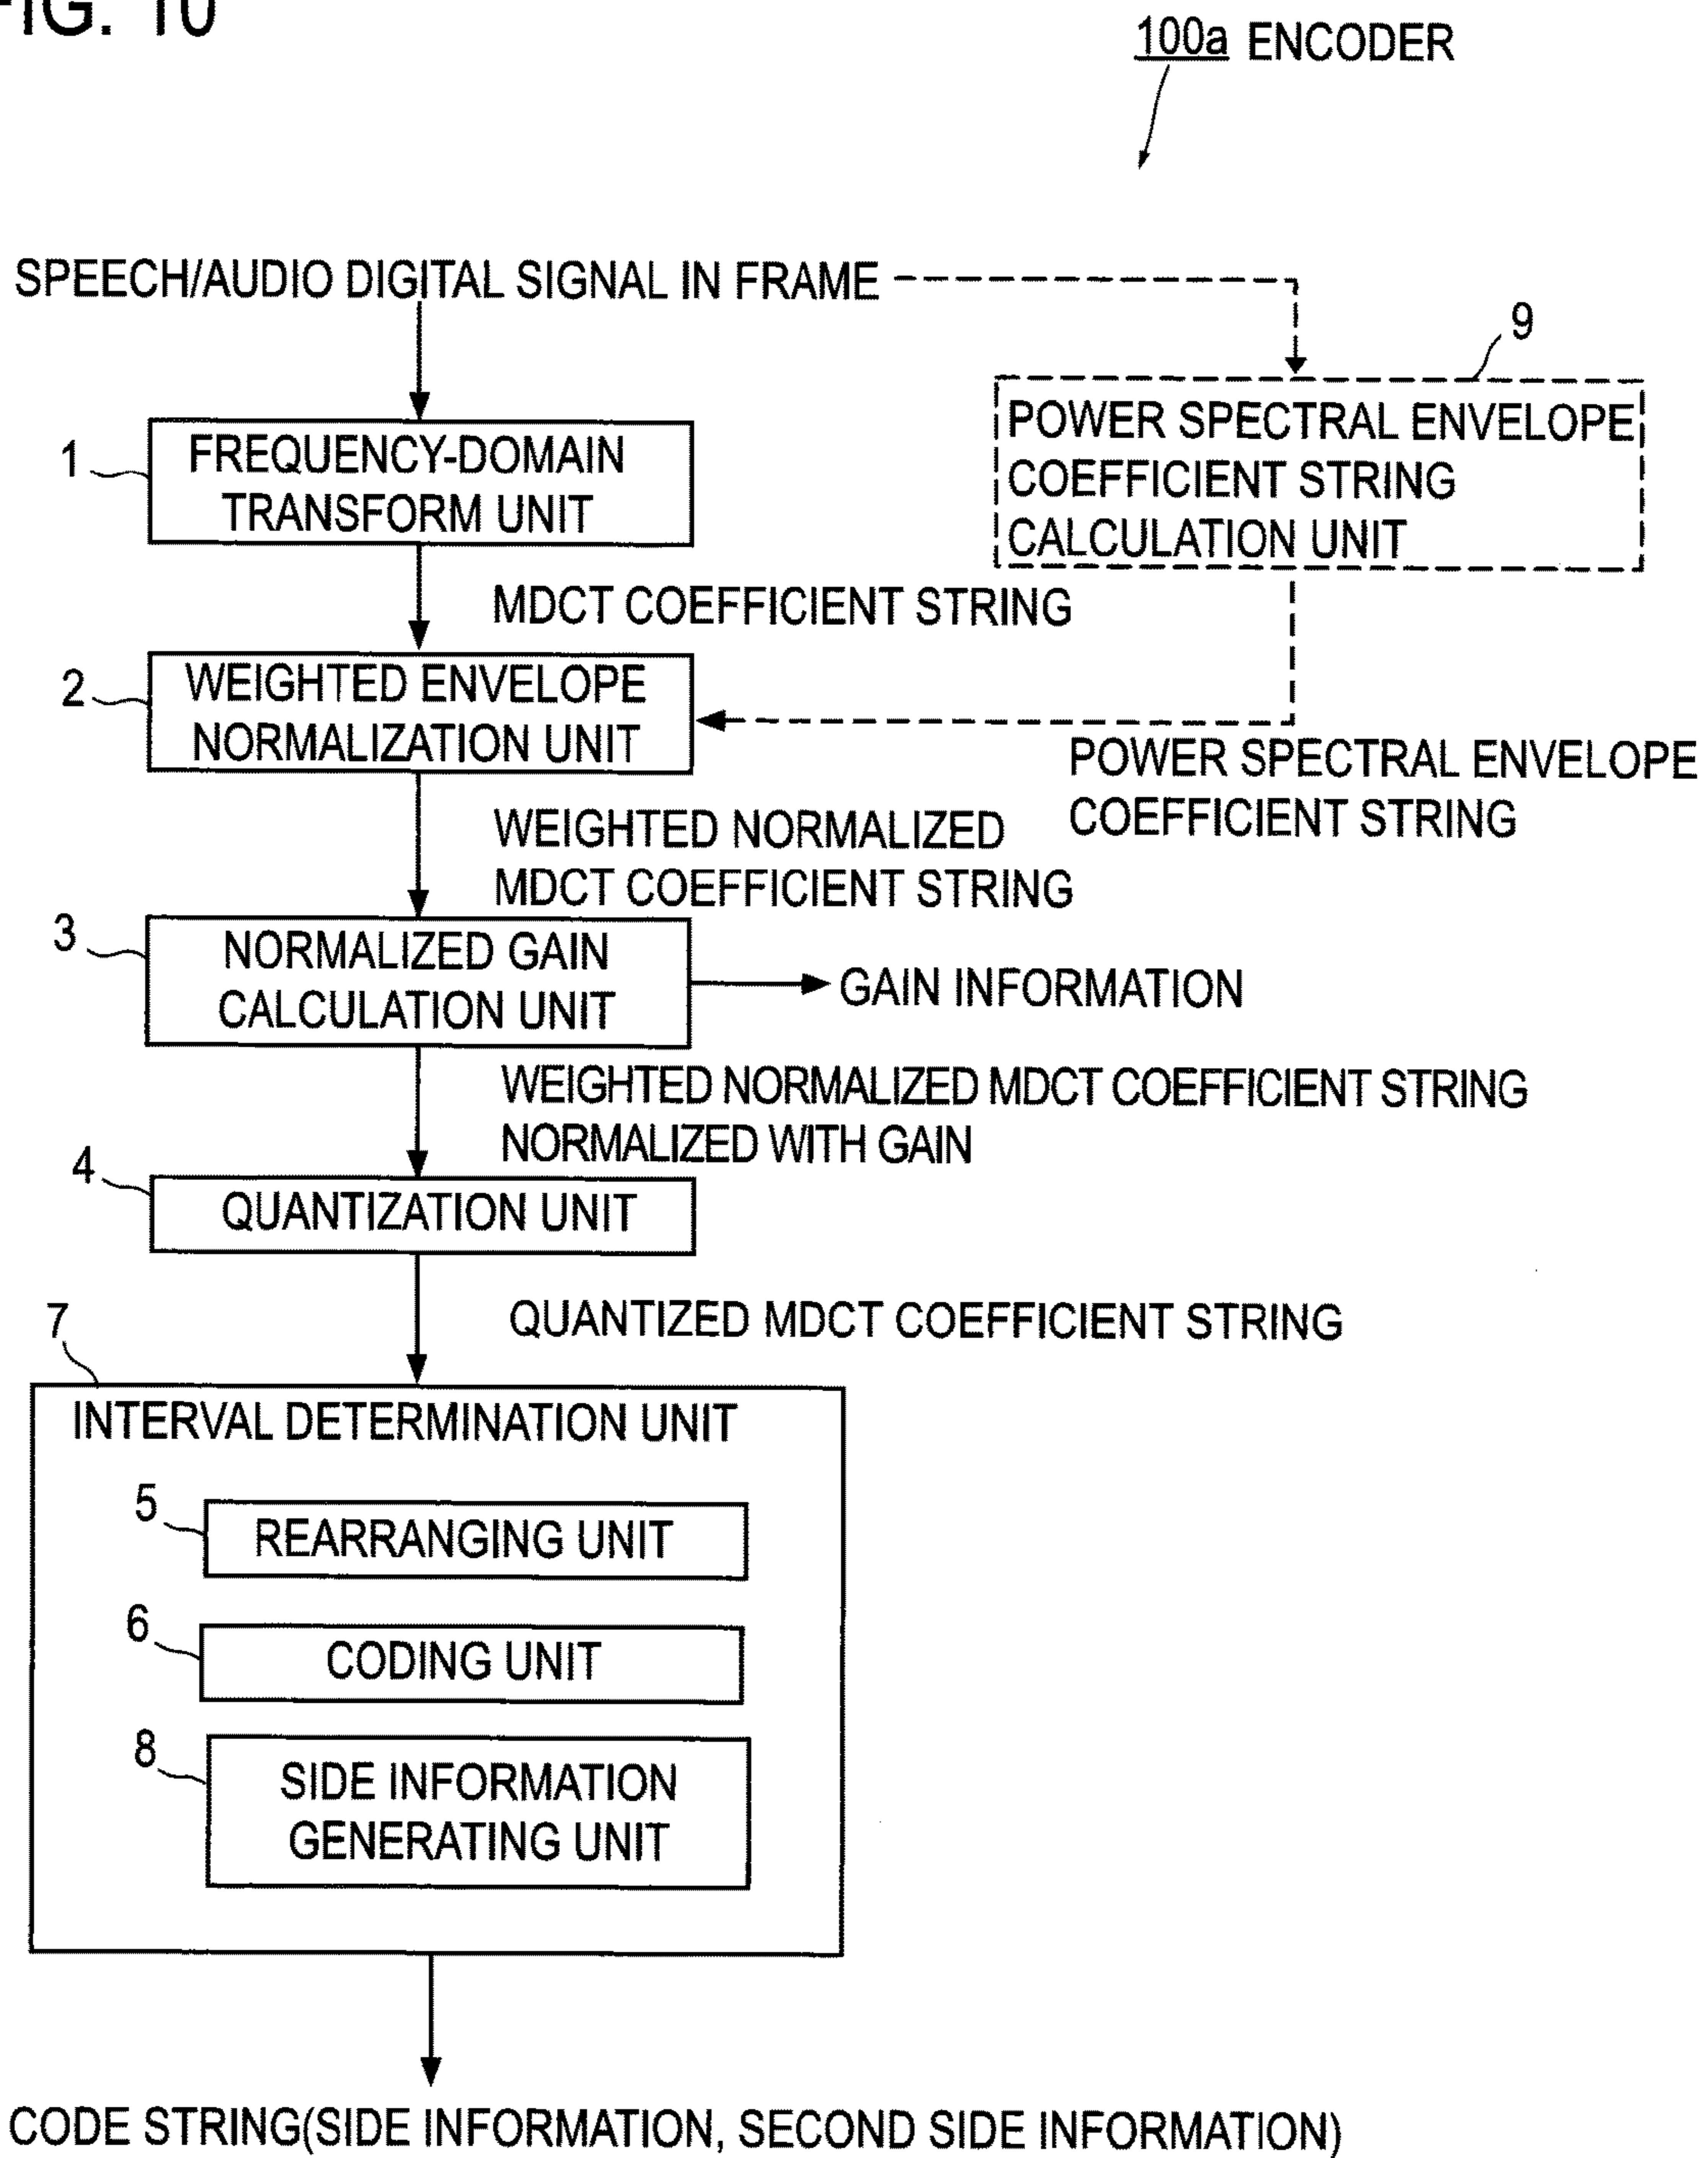 FIG. 10
100a ENCODER
SPEECH/AUDIO DIGITAL SIGNAL IN FRAME
9
POWER SPECTRAL ENVELOPE
COEFFICIENT STRING
CALCULATION UNIT
1
FREQUENCY-DOMAIN
TRANSFORM UNIT
MDCT COEFFICIENT STRING
2
WEIGHTED ENVELOPE
NORMALIZATION UNIT
POWER SPECTRAL ENVELOPE
COEFFICIENT STRING
WEIGHTED NORMALIZED
MDCT COEFFICIENT STRING
3
NORMALIZED GAIN
CALCULATION UNIT
GAIN INFORMATION
WEIGHTED NORMALIZED MDCT COEFFICIENT STRING
NORMALIZED WITH GAIN
4
QUANTIZATION UNIT
QUANTIZED MDCT COEFFICIENT STRING
7
INTERVAL DETERMINATION UNIT
5
REARRANGING UNIT
6
CODING UNIT
8
SIDE INFORMATION
GENERATING UNIT
CODE STRING(SIDE INFORMATION, SECOND SIDE INFORMATION)